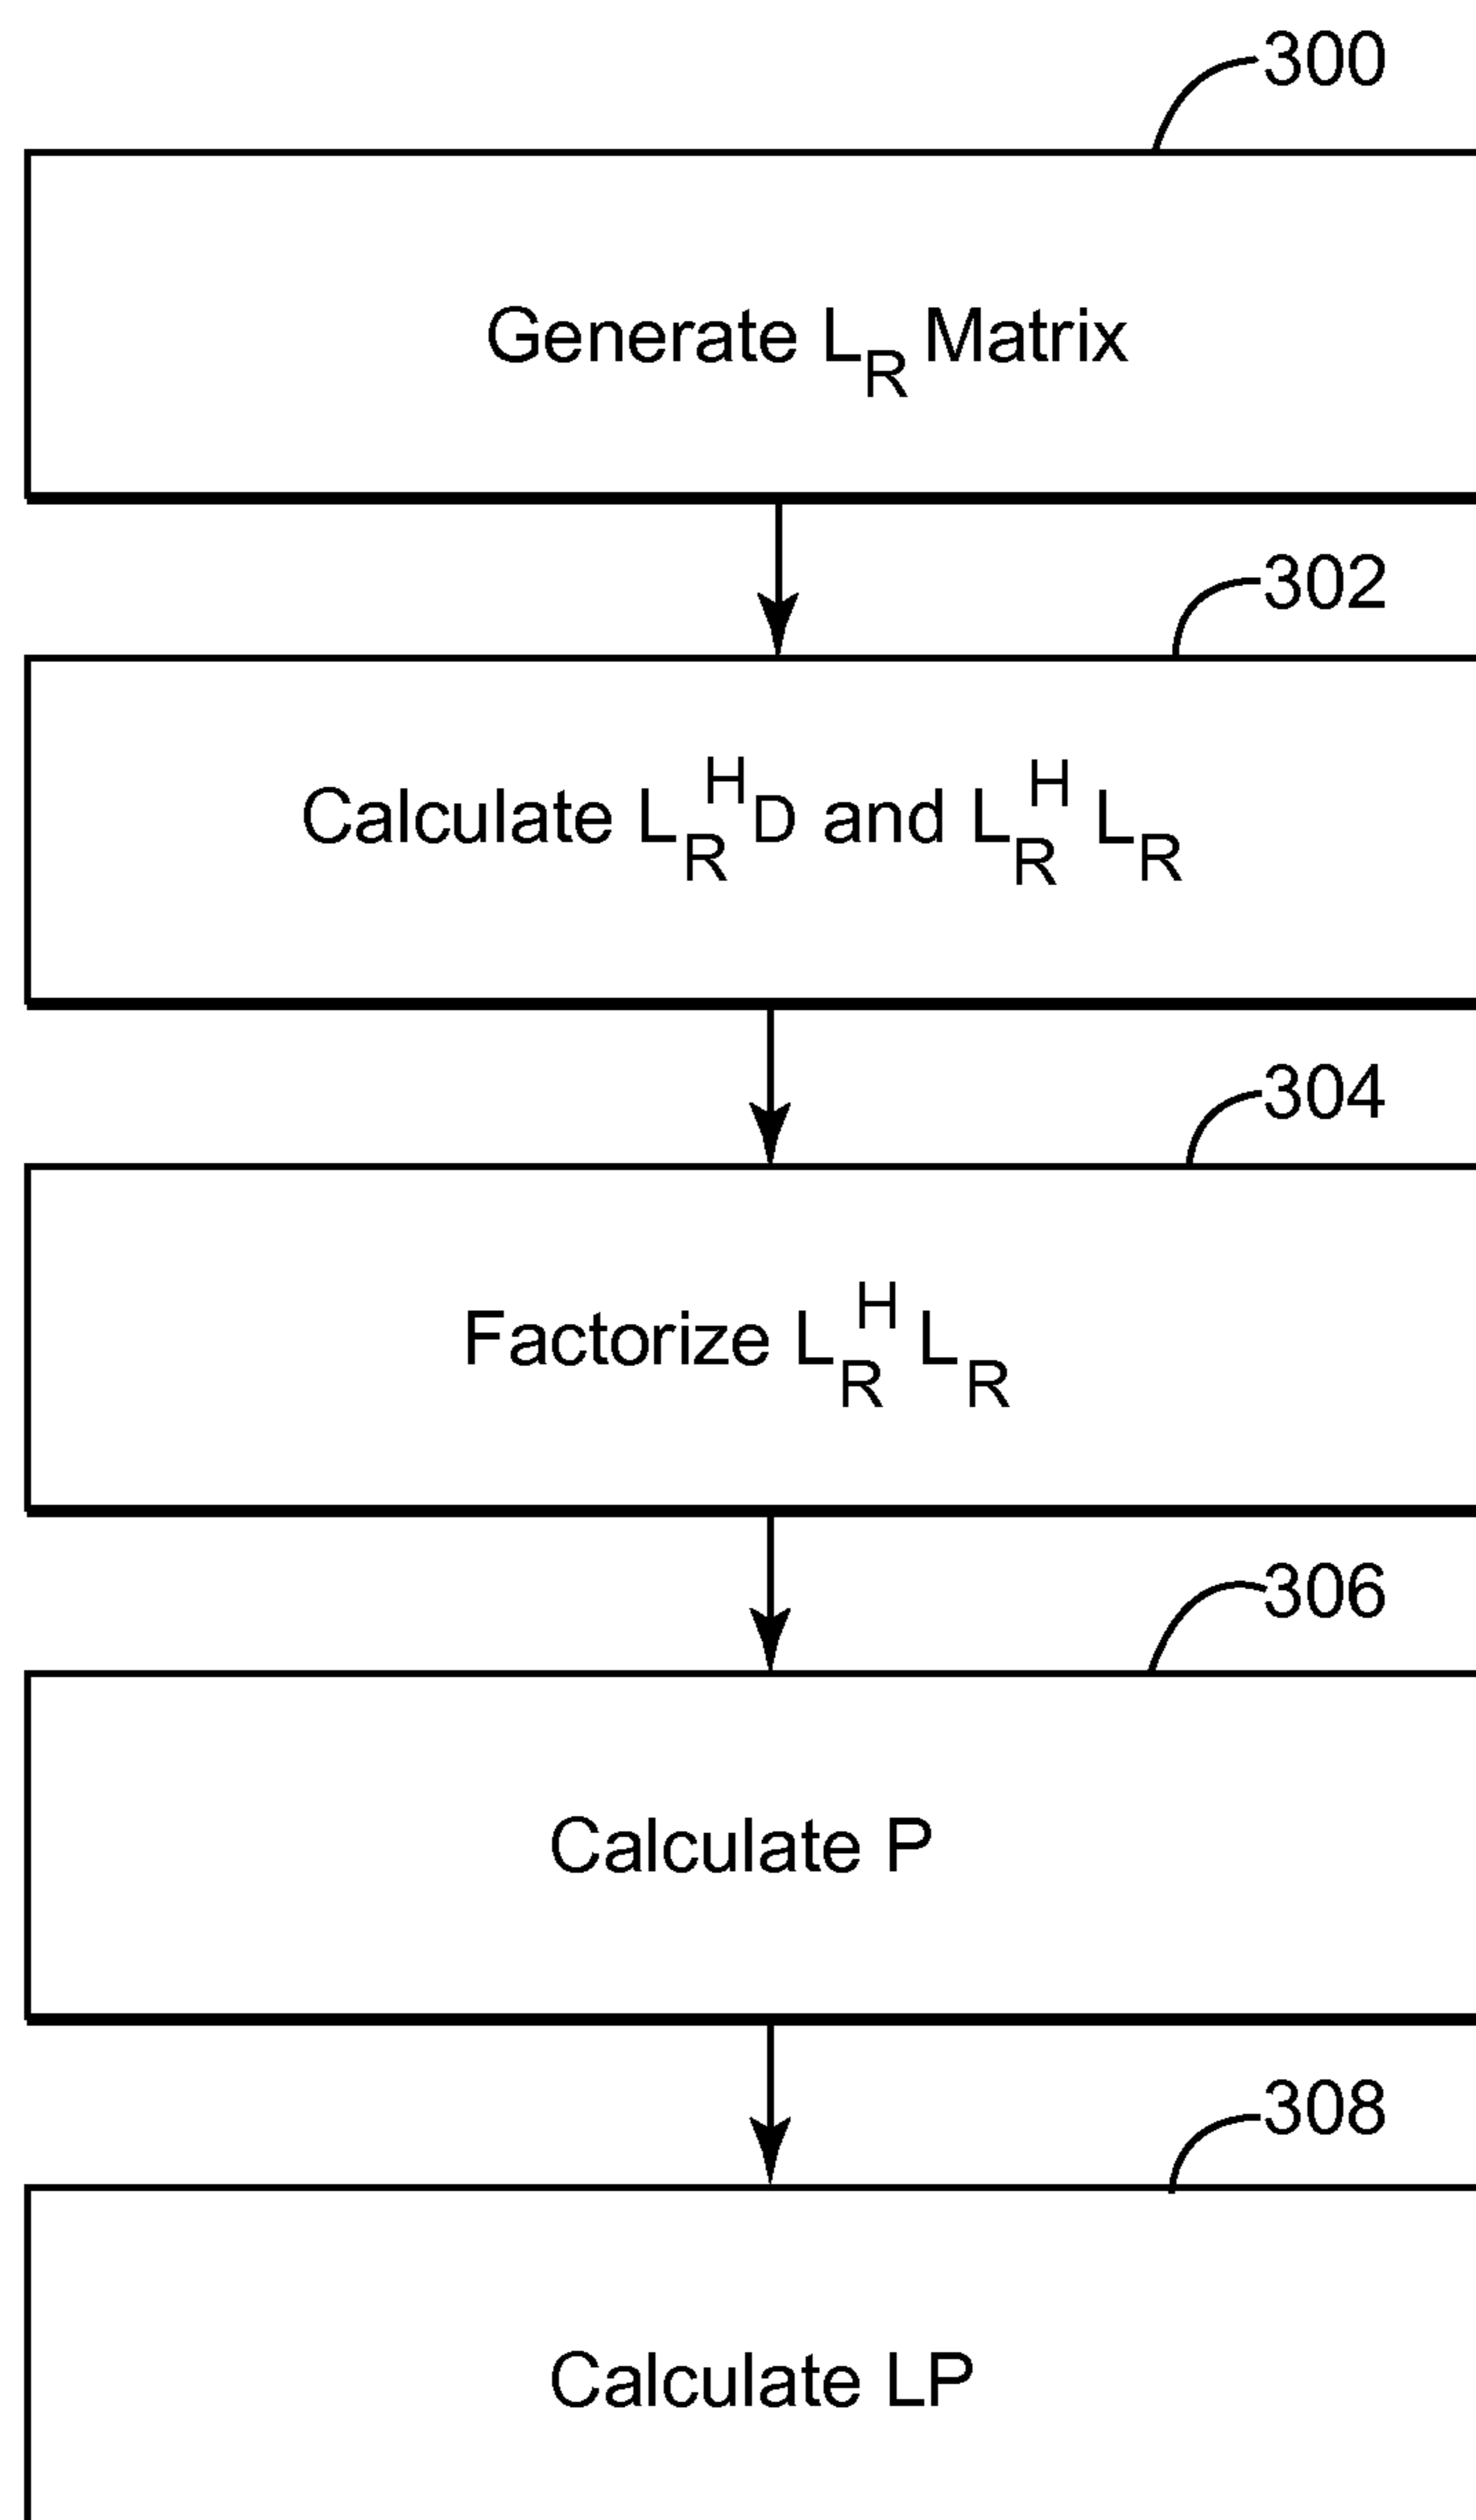 300
Generate L_R Matrix
302
Calculate L_R^H D and L_R^H L_R
304
Factorize L_R^H L_R
306
Calculate P
308
Calculate LP